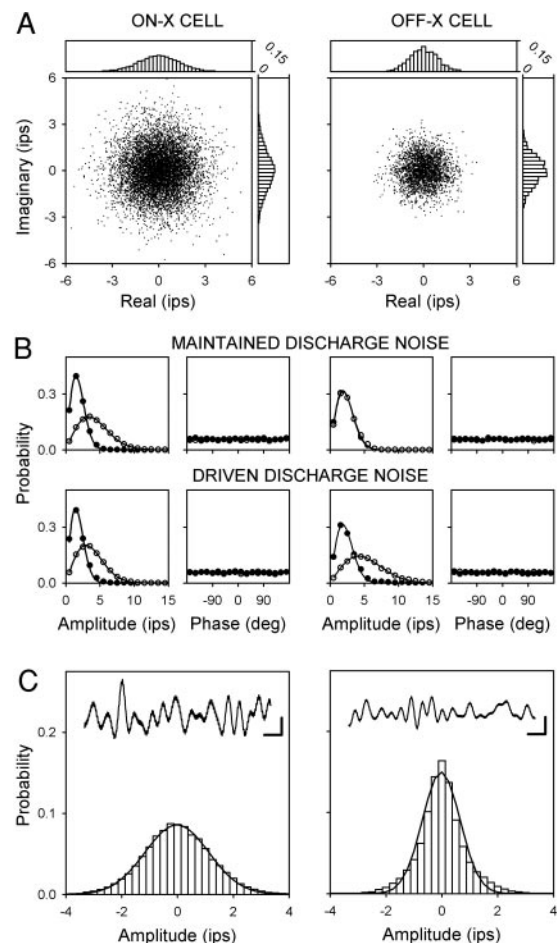 A
ON-X CELL
OFF-X CELL
0.15
0
0.15
0
6
3
0
-3
-6
Imaginary (ips)
-6 -3 0 3 6
-6 -3 0 3 6
Real (ips)
Real (ips)
B
MAINTAINED DISCHARGE NOISE
0.3
0.0
DRIVEN DISCHARGE NOISE
0.3
0.0
Probability
0 5 10 15
-90 0 90
0 5 10 15
-90 0 90
Amplitude (ips)
Phase (deg)
Amplitude (ips)
Phase (deg)
C
0.2
0.1
0.0
Probability
-4 -2 0 2 4
-4 -2 0 2 4
Amplitude (ips)
Amplitude (ips)